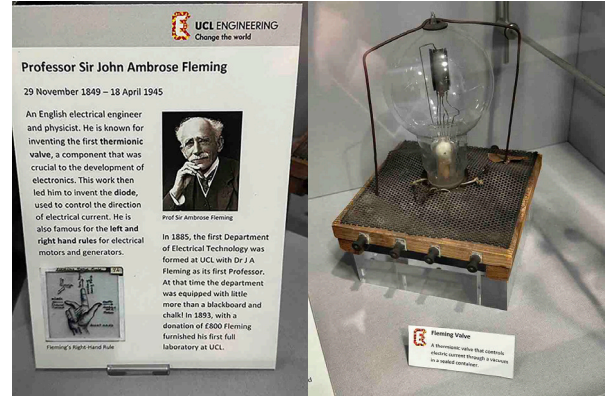 UCL ENGINEERING
Change the world
Professor Sir John Ambrose Fleming
29 November 1849 – 18 April 1945
An English electrical engineer
and physicist. He is known for
inventing the first thermionic
valve, a component that was
crucial to the development of
electronics. This work then
led him to invent the diode,
used to control the direction
of electrical current. He is
also famous for the left and
right hand rules for electrical
motors and generators.
Fleming's Right-Hand Rule
Prof Sir Ambrose Fleming
In 1885, the first Department
of Electrical Technology was
formed at UCL with Dr J A
Fleming as its first Professor.
At that time the department
was equipped with little
more than a blackboard and
chalk! In 1893, with a
donation of £800 Fleming
furnished his first full
laboratory at UCL.
Fleming Valve
A thermionic valve that controls
electric current through a vacuum
in a sealed container.